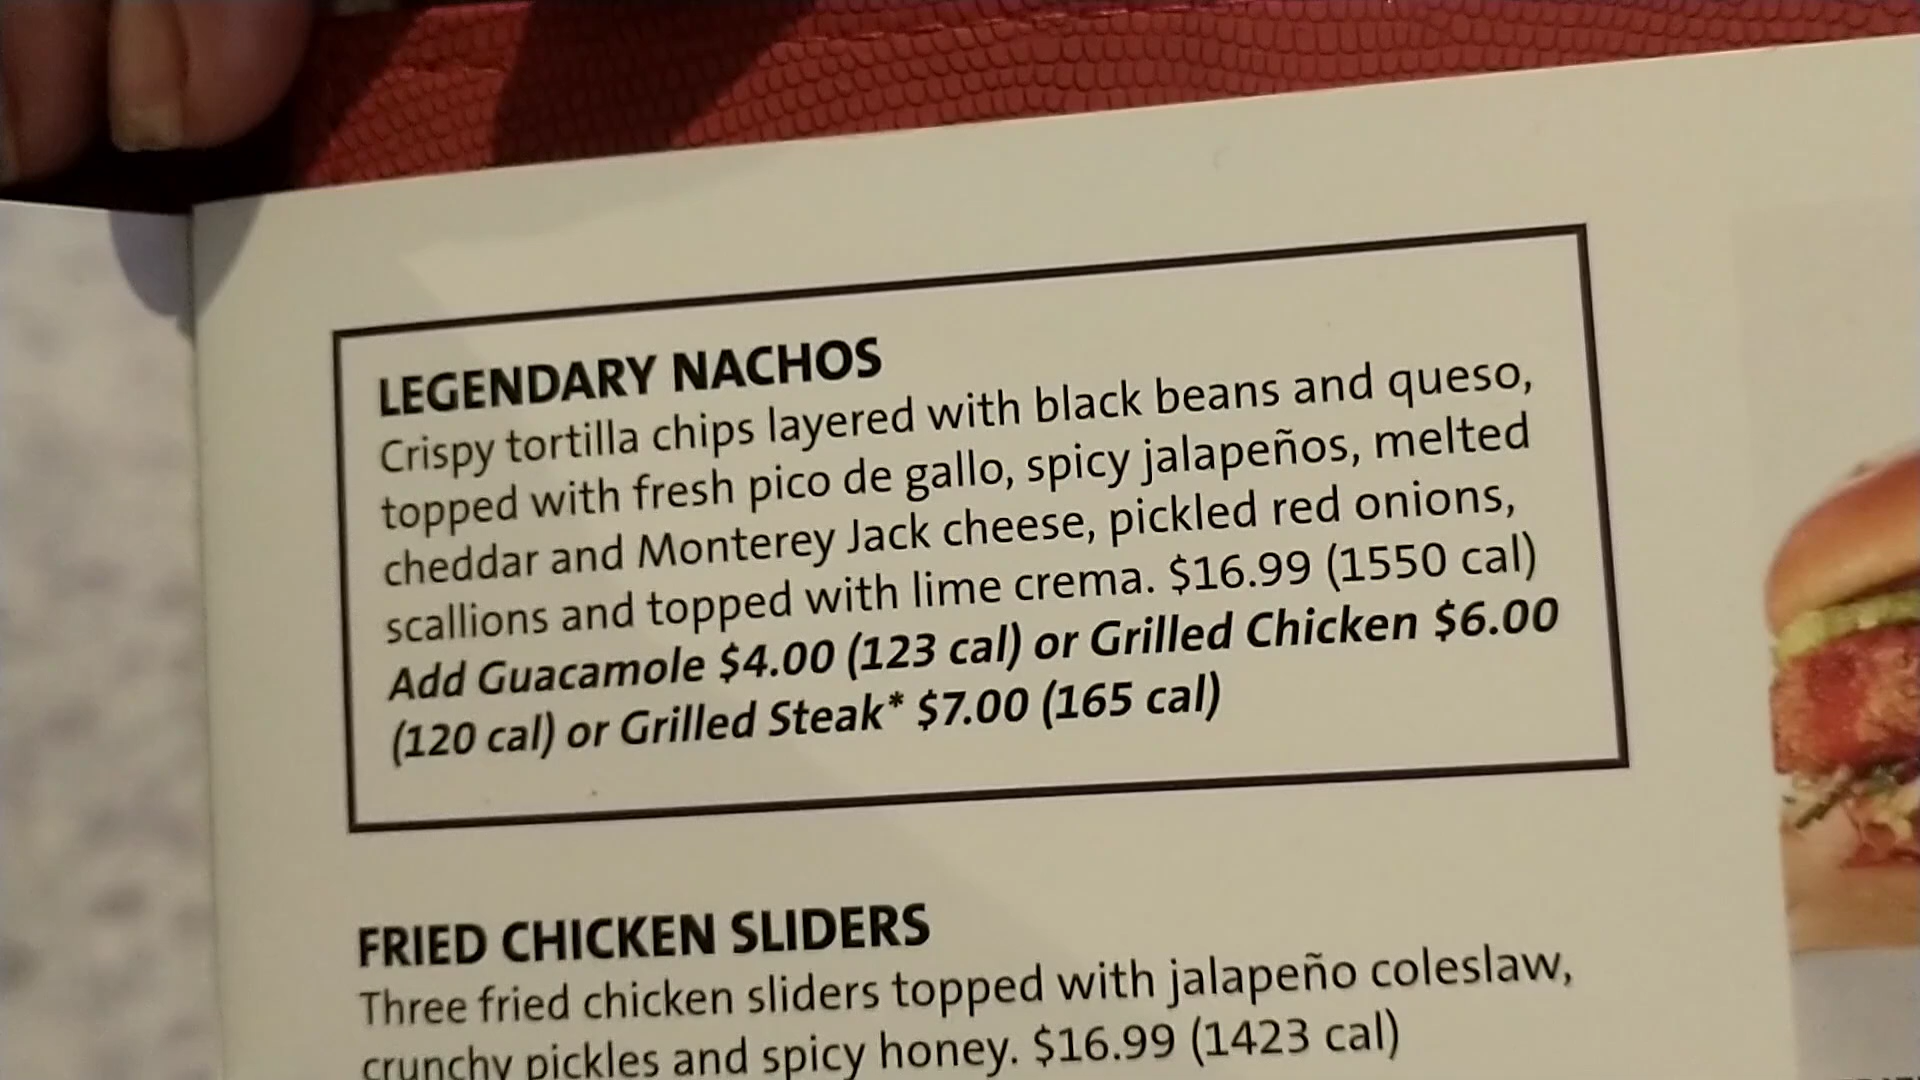 LEGENDARY NACHOS
Crispy tortilla chips layered with black beans and queso,
topped with fresh pico de gallo, spicy jalapeños, melted
cheddar and Monterey Jack cheese, pickled red onions,
scallions and topped with lime crema. $16.99 (1550 cal)
Add Guacamole $4.00 (123 cal) or Grilled Chicken $6.00
(120 cal) or Grilled Steak* $7.00 (165 cal)
FRIED CHICKEN SLIDERS
Three fried chicken sliders topped with jalapeño coleslaw,
crunchy pickles and spicy honey. $16.99 (1423 cal)